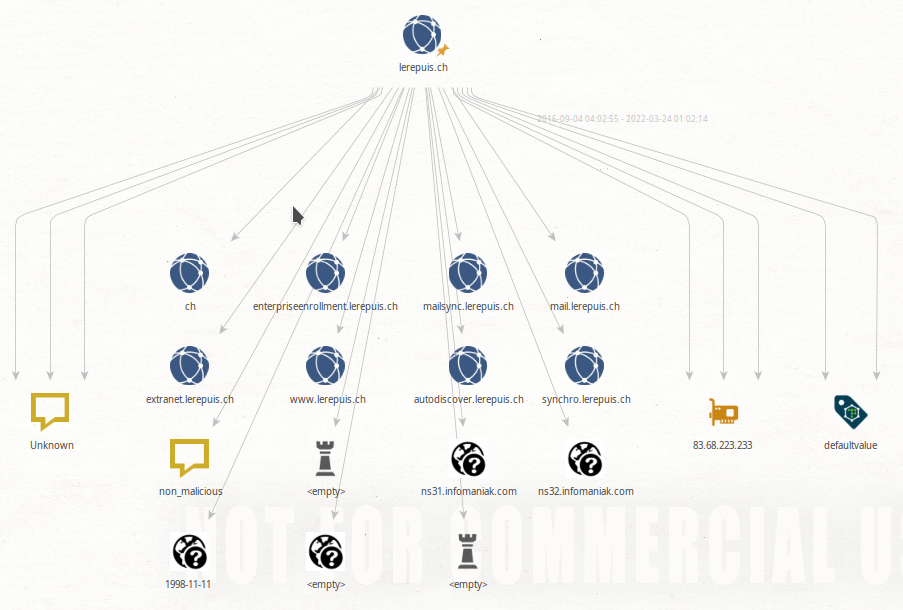 lerepuis.ch
2016-09-04 04:02:55 - 2022-03-24 01:02:14
ch
enterpriseenrollment.lerepuis.ch
mailsync.lerepuis.ch
mail.lerepuis.ch
extranet.lerepuis.ch
www.lerepuis.ch
autodiscover.lerepuis.ch
synchro.lerepuis.ch
Unknown
83.68.223.233
defaultvalue
non_malicious
<empty>
ns31.infomaniak.com
ns32.infomaniak.com
NOT FOR COMMERCIAL U
1998-11-11
<empty>
<empty>